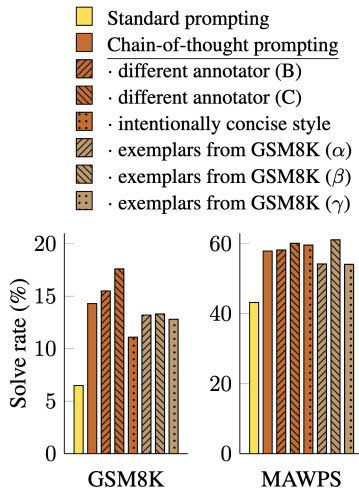 Standard prompting
Chain-of-thought prompting
· different annotator (B)
· different annotator (C)
· intentionally concise style
· exemplars from GSM8K (α)
· exemplars from GSM8K (β)
· exemplars from GSM8K (γ)
Solve rate (%)
20
15
10
5
0
GSM8K
60
40
20
0
MAWPS